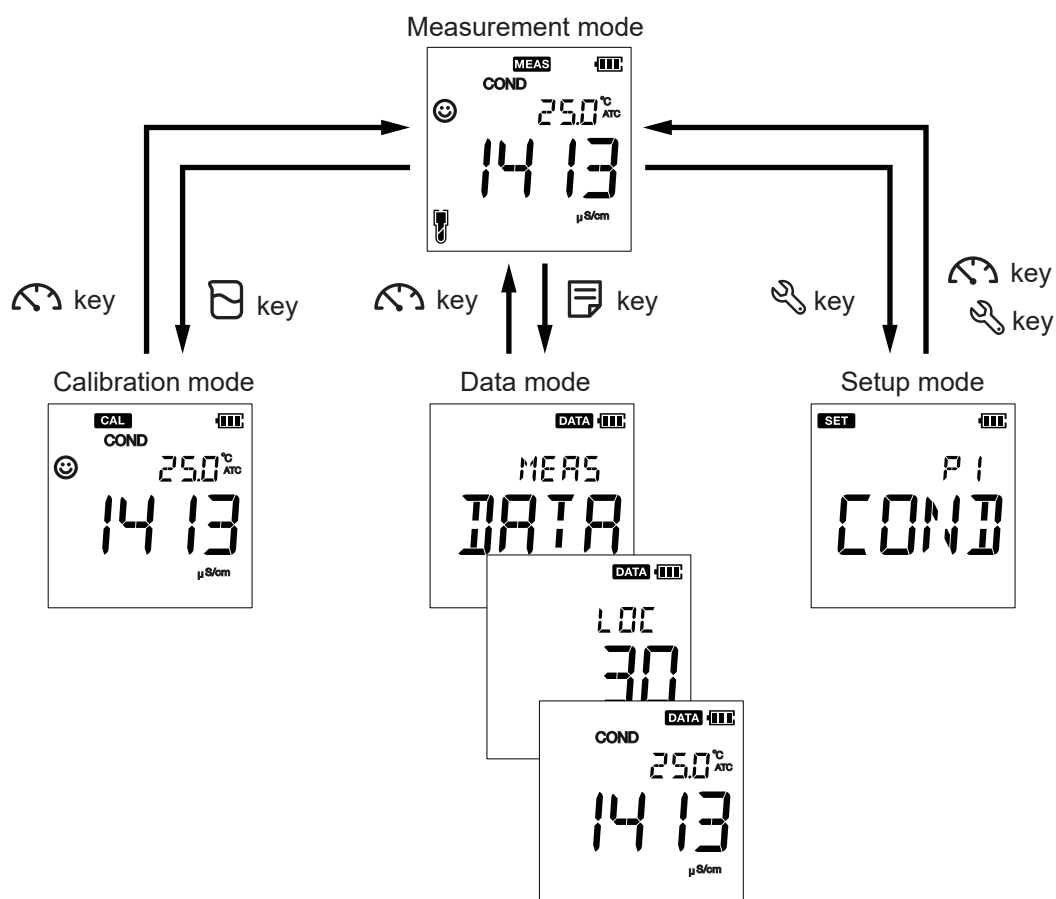 Measurement mode
MEAS
COND
25.0 °C
ATC
1413
µS/cm
key
key
key
key
key
key
key
Calibration mode
Data mode
Setup mode
CAL
COND
25.0 °C
ATC
1413
µS/cm
DATA
MEAS
DATA
DATA
LOC
30
DATA
COND
25.0 °C
ATC
1413
µS/cm
SET
P1
COND